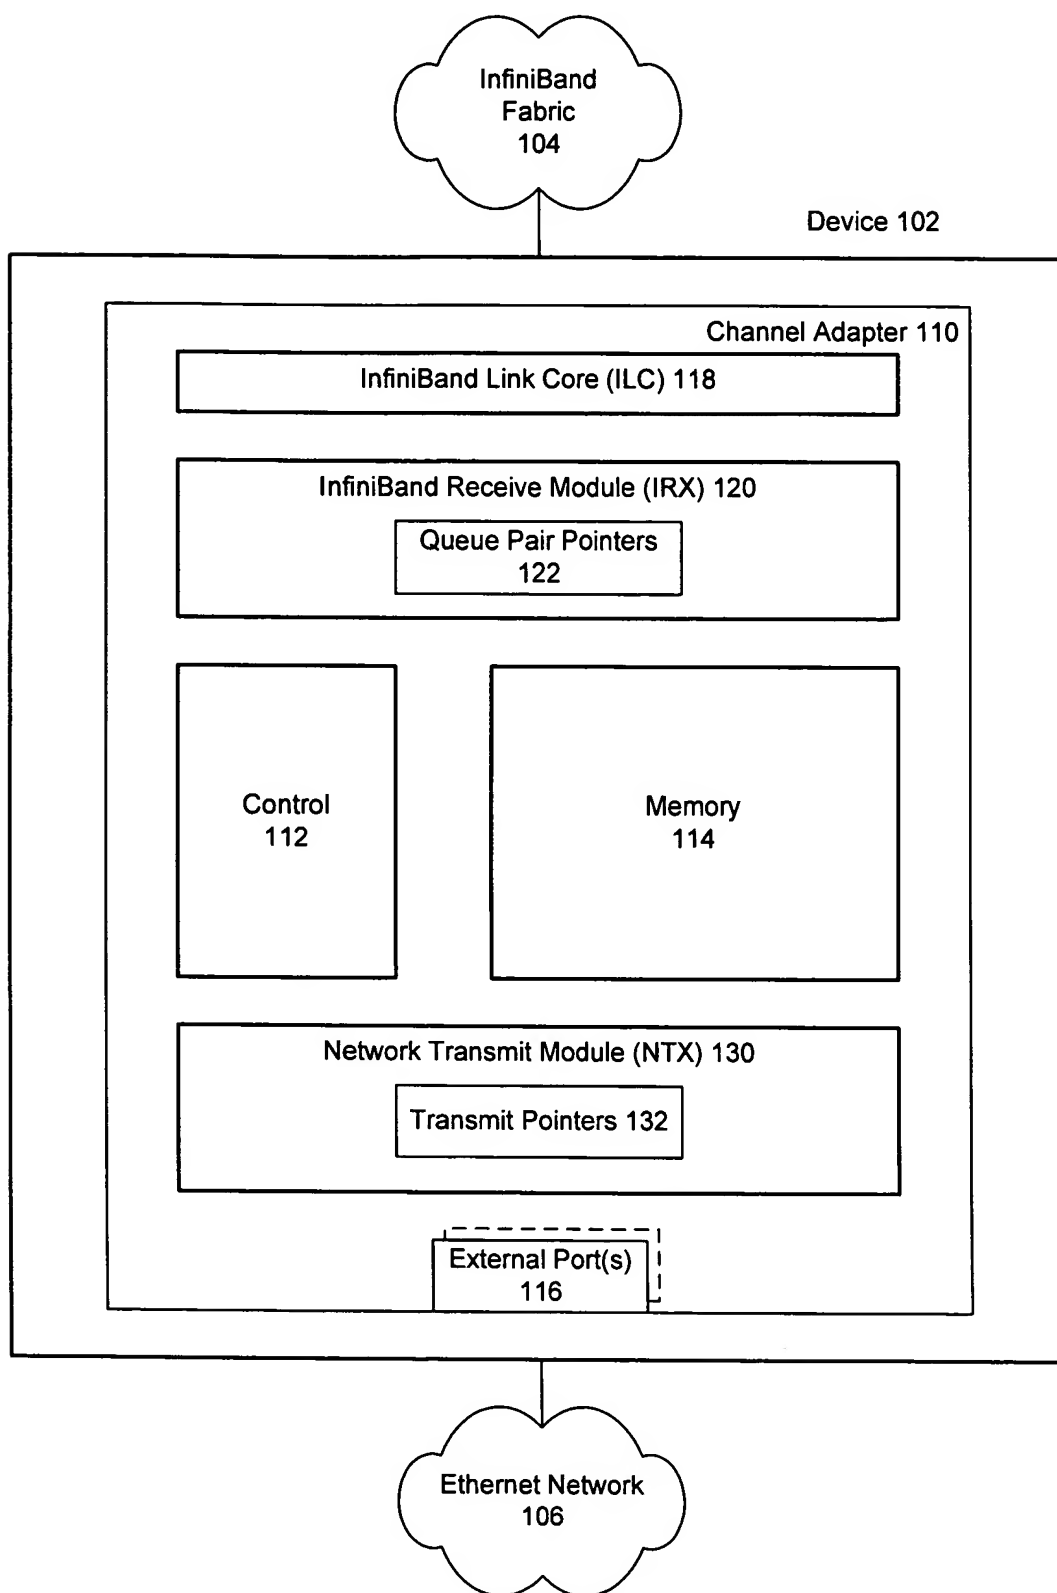 InfiniBand
Fabric
104
Device 102
Channel Adapter 110
InfiniBand Link Core (ILC) 118
InfiniBand Receive Module (IRX) 120
Queue Pair Pointers
122
Control
112
Memory
114
Network Transmit Module (NTX) 130
Transmit Pointers 132
External Port(s)
116
Ethernet Network
106